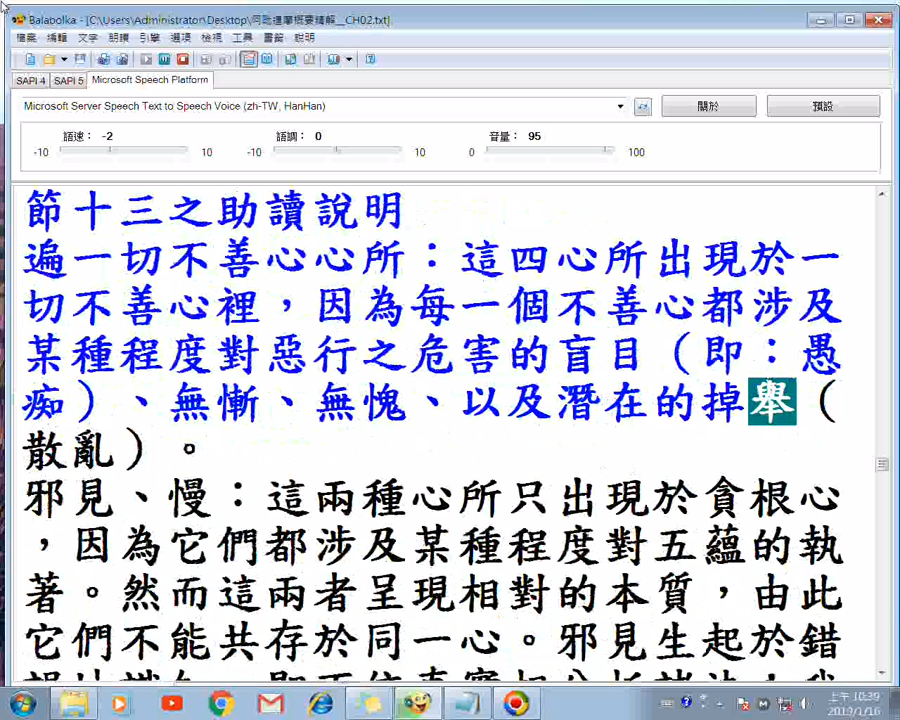 Balabolka - [C:\Users\Administraton\Desktop\阿毗達摩概要精解__CH02.txt]
檔案 編輯 文字 朗讀 引擎 選項 檢視 工具 書籤 說明
SAPI 4 SAPI 5 Microsoft Speech Platform
Microsoft Server Speech Text to Speech Voice (zh-TW, HanHan) 關於 預設
語速： -2 語調： 0 音量： 95
-10 10 -10 10 0 100
節十三之助讀說明
遍一切不善心心所：這四心所出現於一
切不善心裡，因為每一個不善心都涉及
某種程度對惡行之危害的盲目（即：愚
痴）、無慚、無愧、以及潛在的掉舉（
散亂）。
邪見、慢：這兩種心所只出現於貪根心
，因為它們都涉及某種程度對五蘊的執
著。然而這兩者呈現相對的本質，由此
它們不能共存於同一心。邪見生起於錯
上午 10:39
2019/1/16